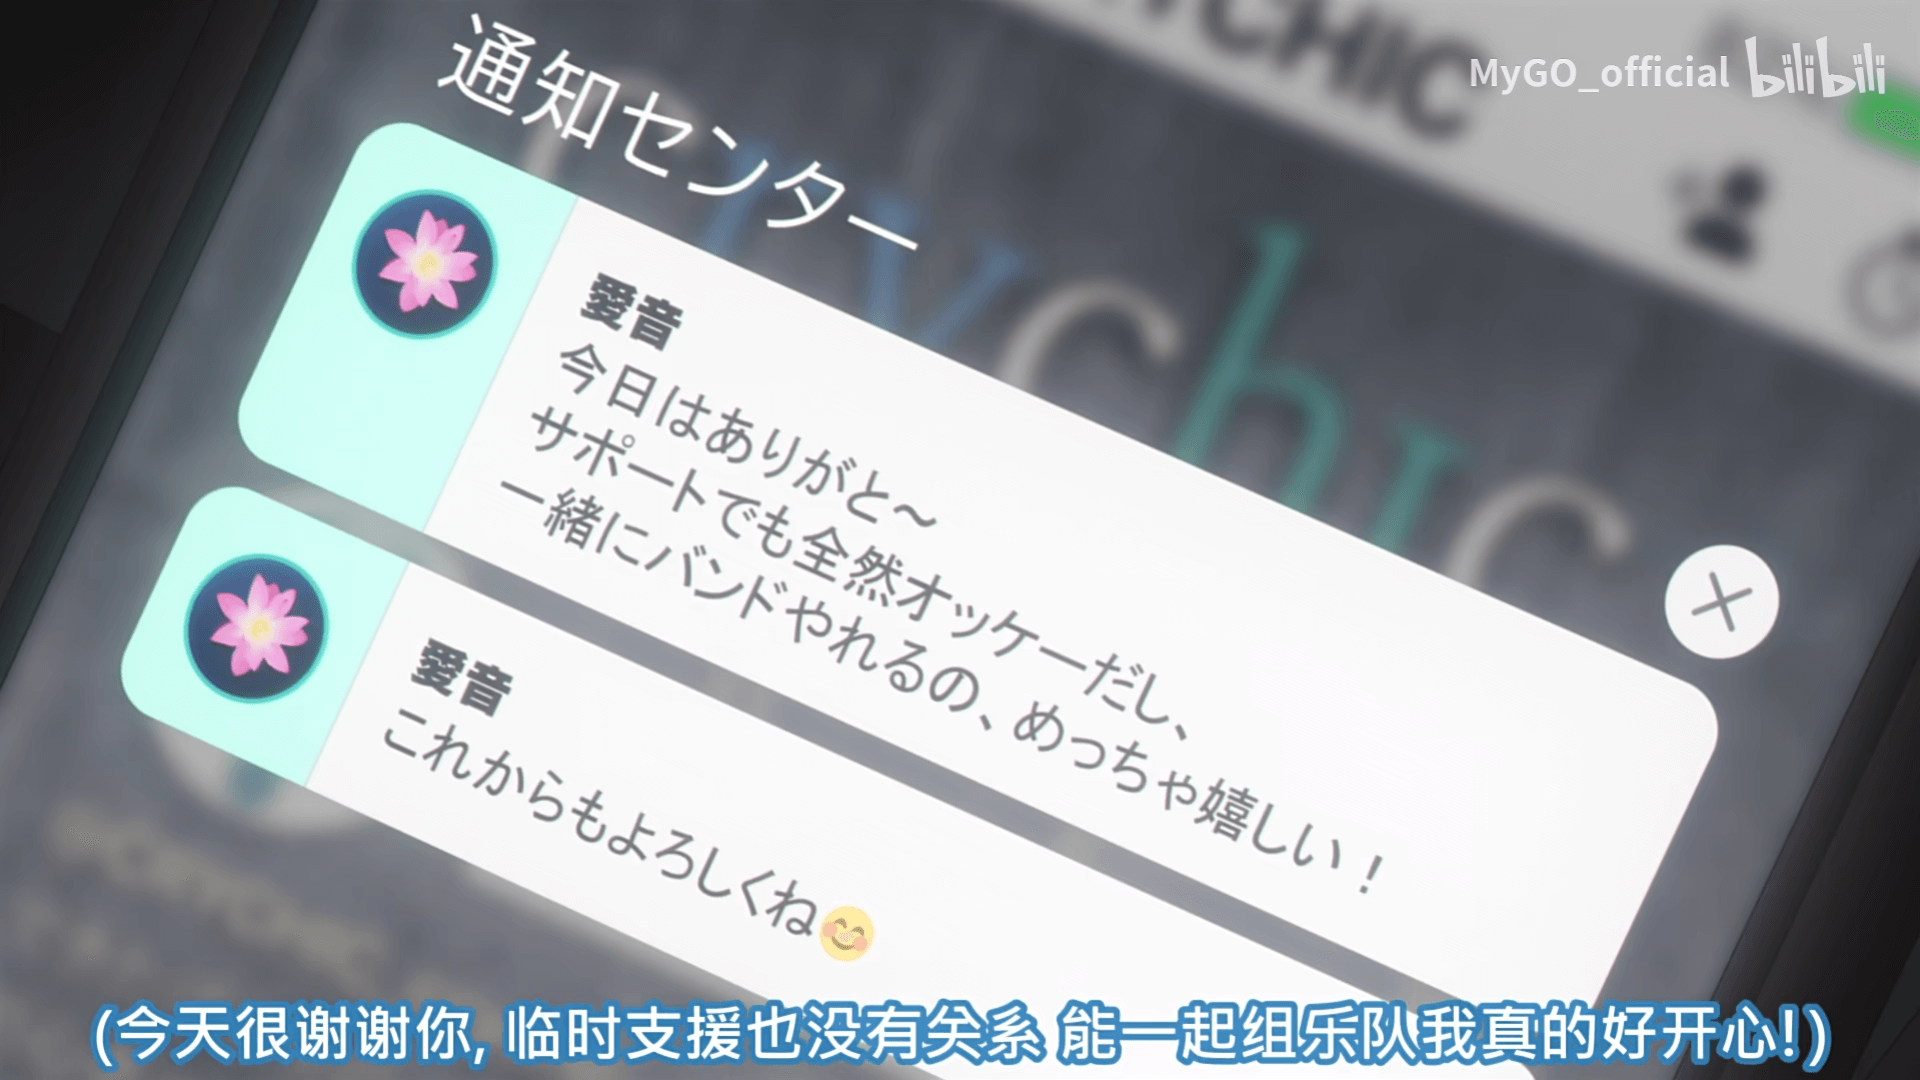 MyGO_official bilibili
通知センター
愛音
今日はありがと～
サポートでも全然オッケーだし、
一緒にバンドやれるの、めっちゃ嬉しい！
愛音
これからもよろしくね😊
(今天很谢谢你, 临时支援也没有关系 能一起组乐队我真的好开心!)